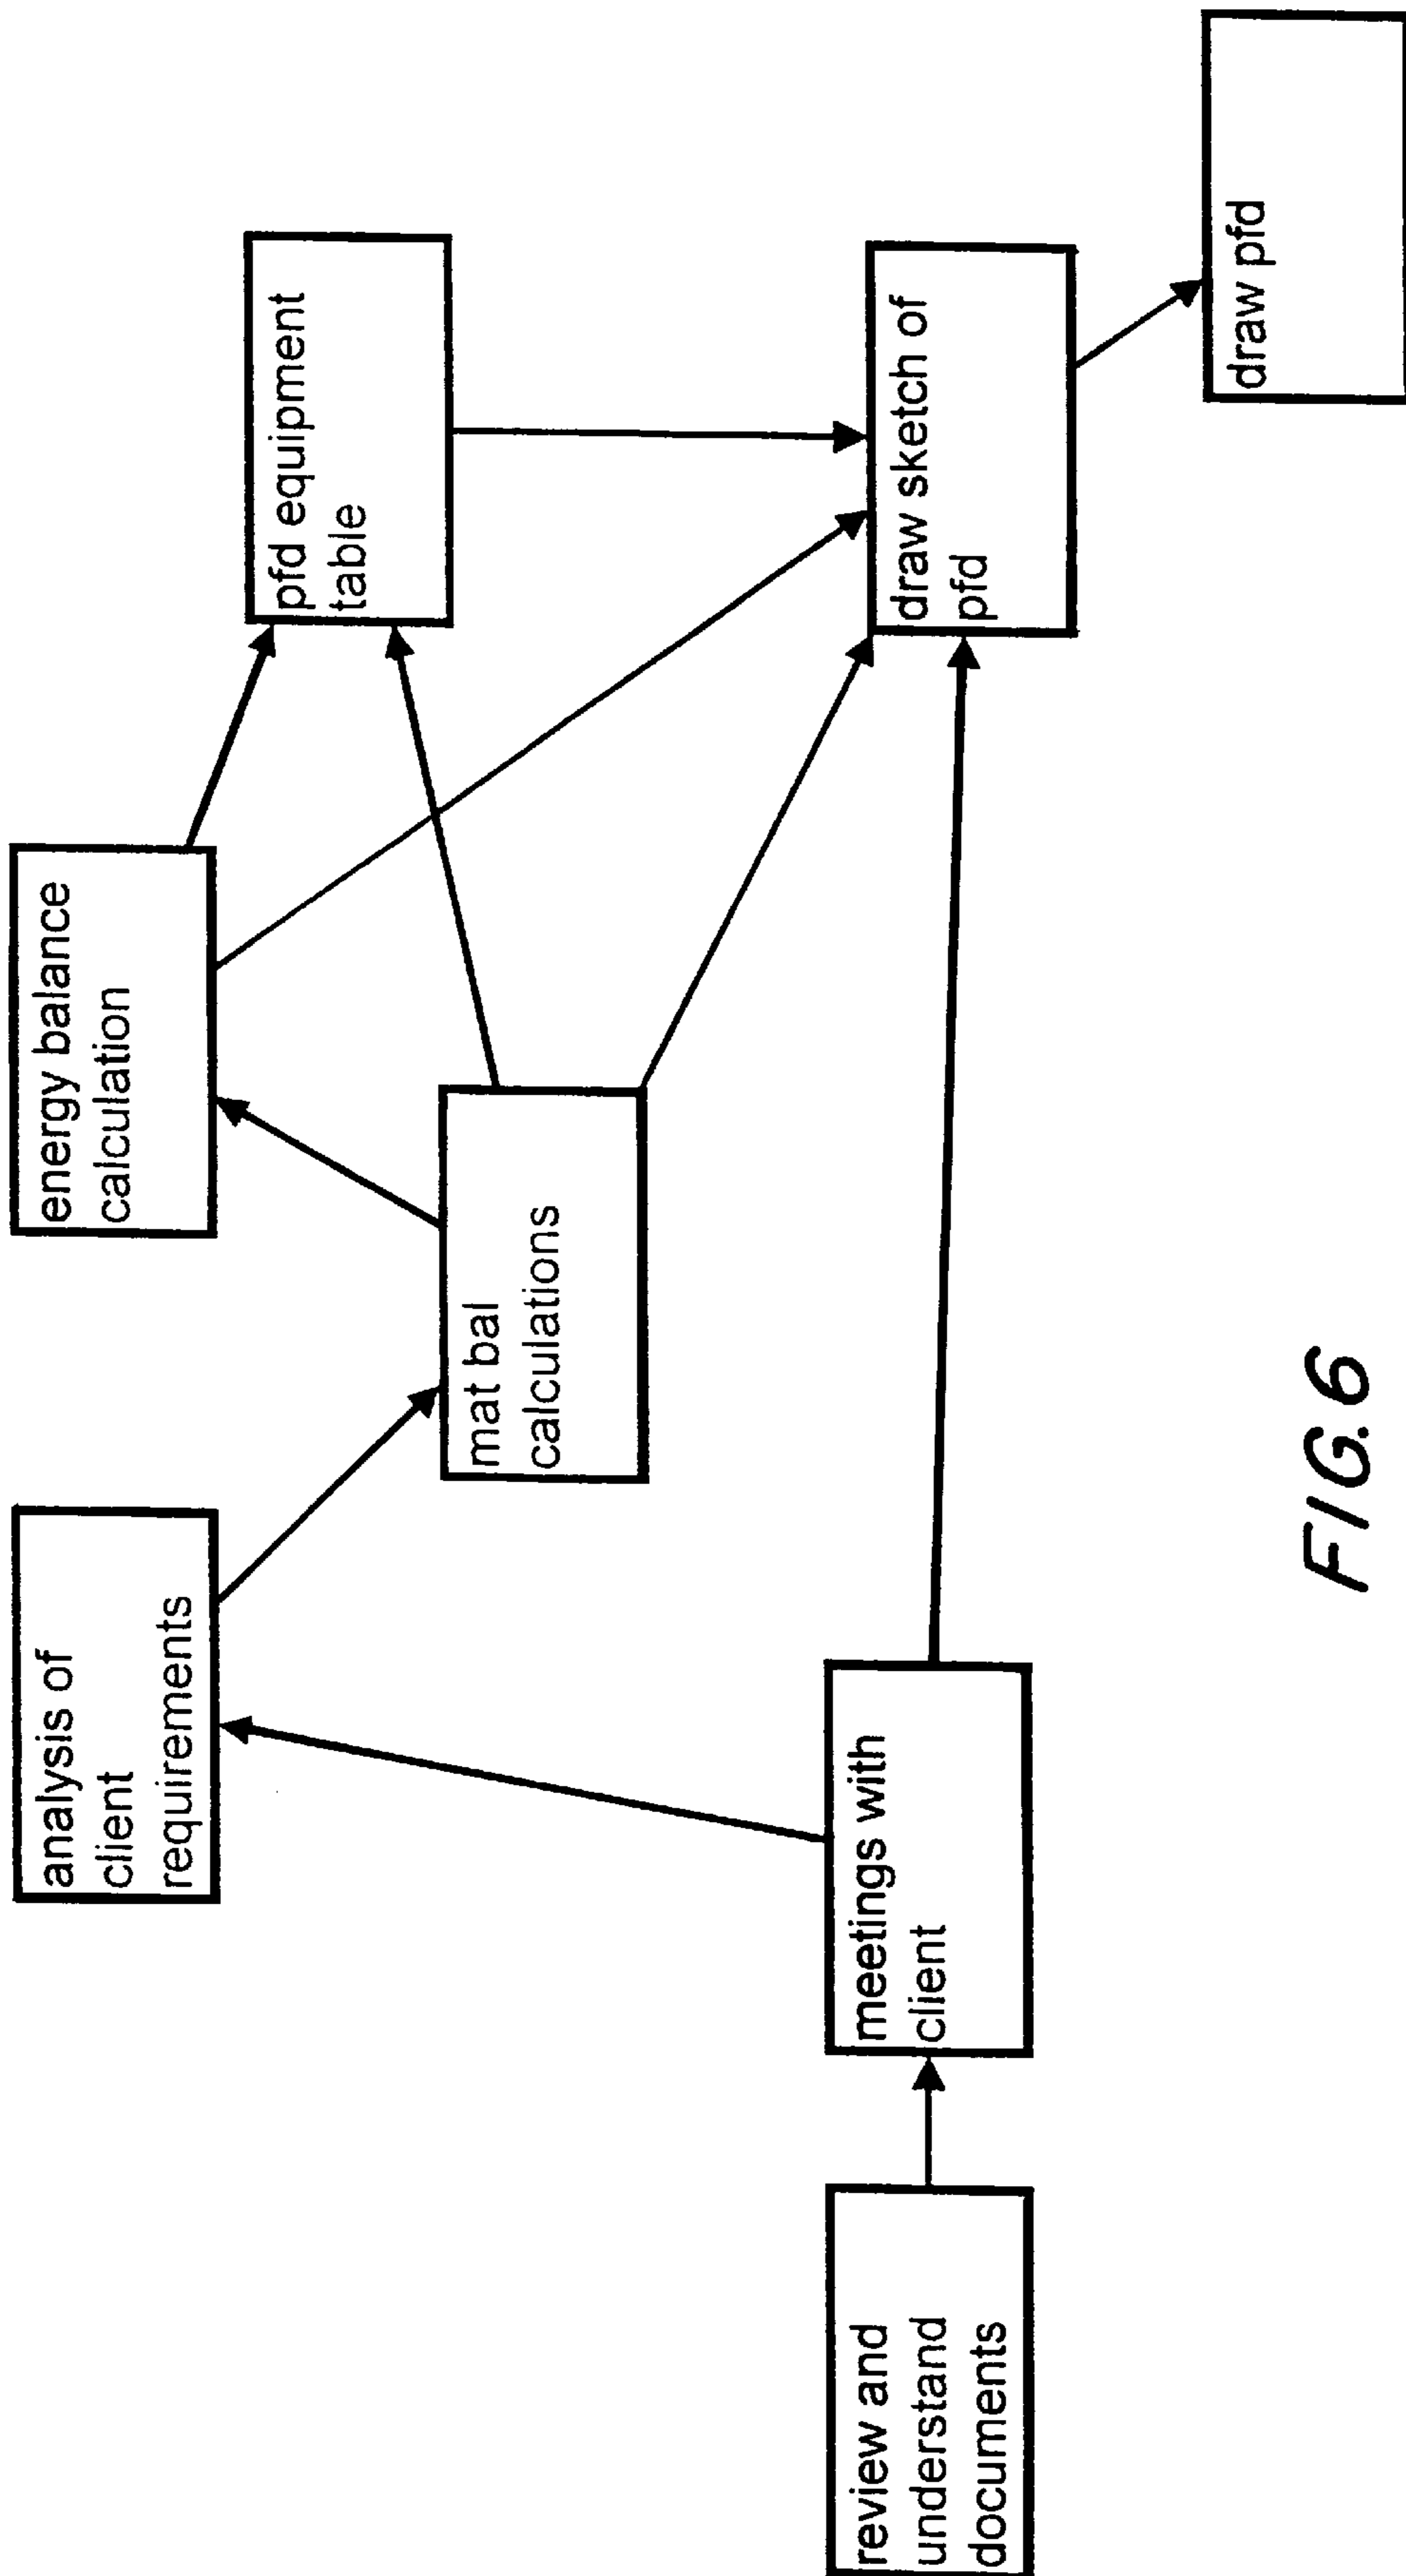 analysis of
client
requirements
energy balance
calculation
mat bal
calculations
pfd equipment
table
review and
understand
documents
meetings with
client
draw sketch of
pfd
draw pfd
FIG.6